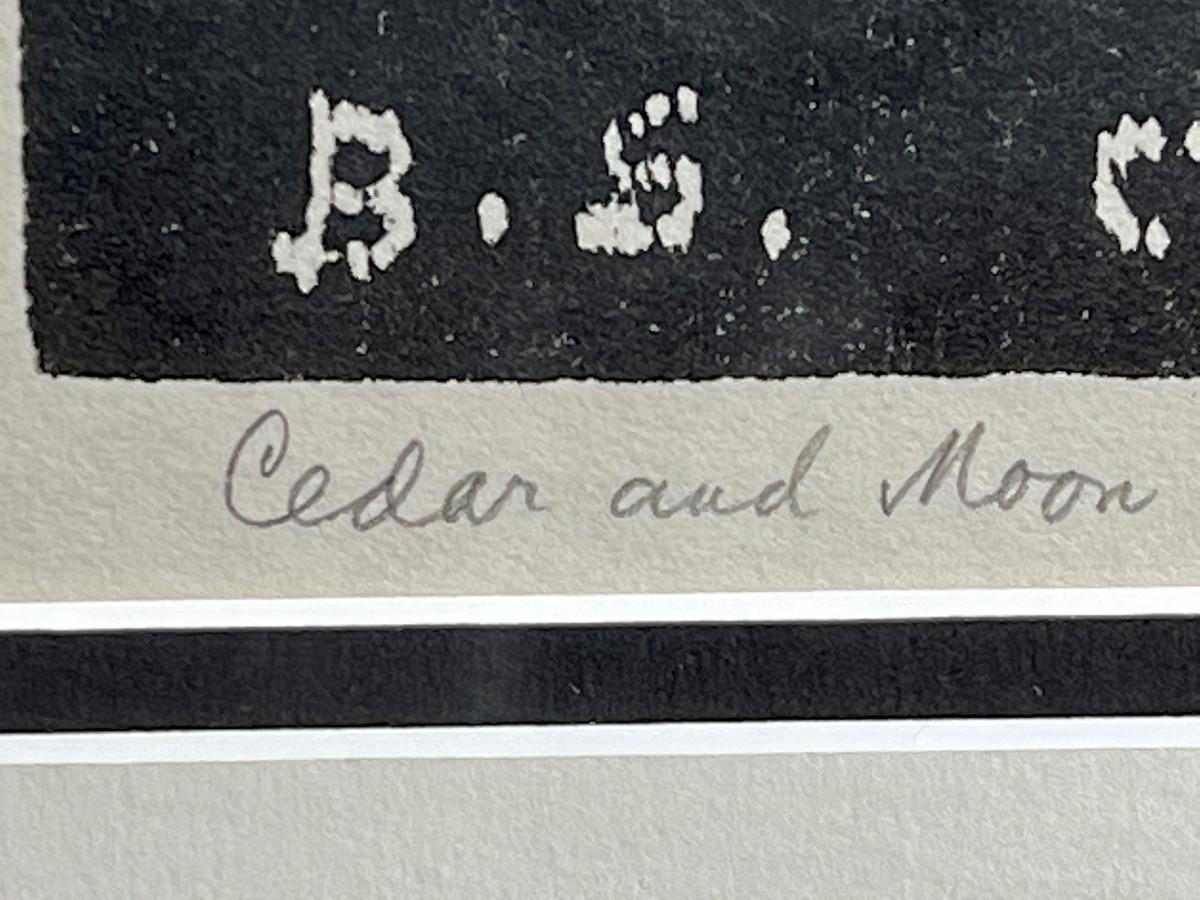 B. S.
Cedar and Moon